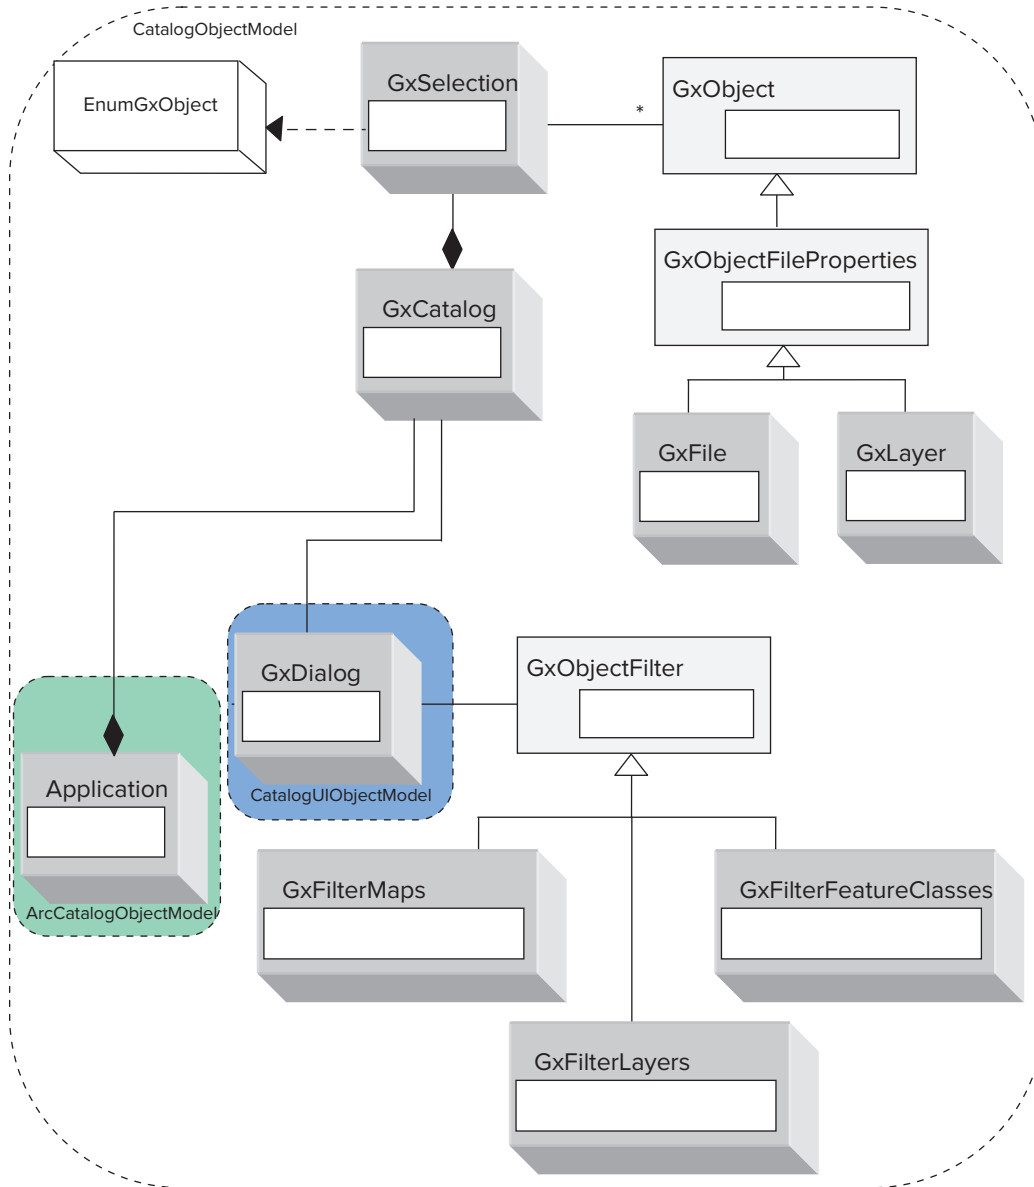 CatalogObjectModel
EnumGxObject
GxSelection
*
GxObject
GxObjectFileProperties
GxCatalog
GxFile
GxLayer
GxDialog
CatalogUIObjectModel
GxObjectFilter
Application
ArcCatalogObjectModel
GxFilterMaps
GxFilterFeatureClasses
GxFilterLayers